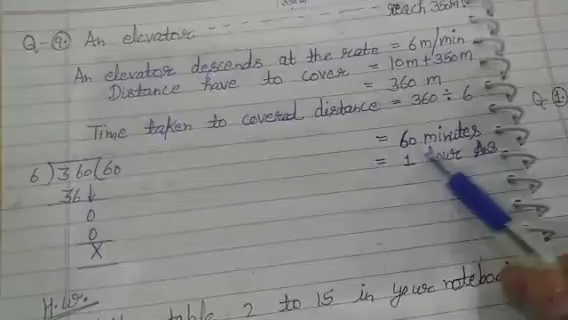 reach 350m
Q-9. An elevator
An elevator descends at the rate = 6m/min
Distance have to cover = 10m + 350m
= 360 m
Time taken to covered distance = 360 ÷ 6
Q 1.
= 60 minutes
= 1 Ans
6) 360 (60
36 ↓
0
0
X
H.W.
table 2 to 15 in your